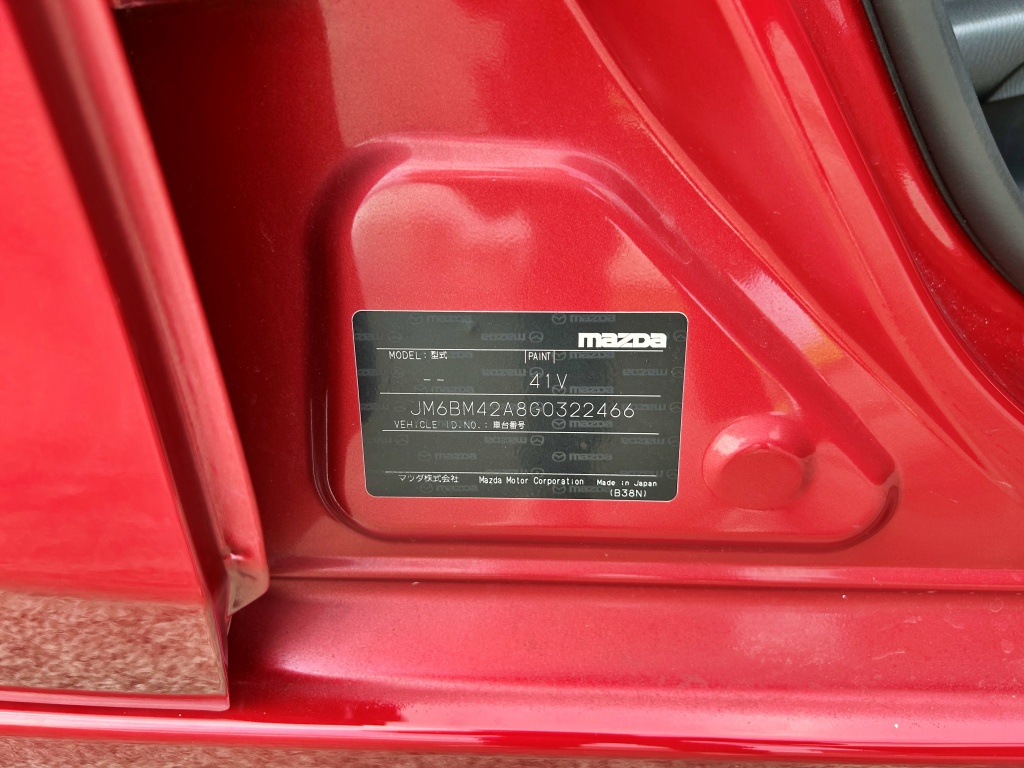 mazda
MODEL:型式 PAINT
-- 41V
JM6BM42A8G0322466
VEHICLE ID.NO.:車台番号
マツダ株式会社 Mazda Motor Corporation Made in Japan
(B38N)